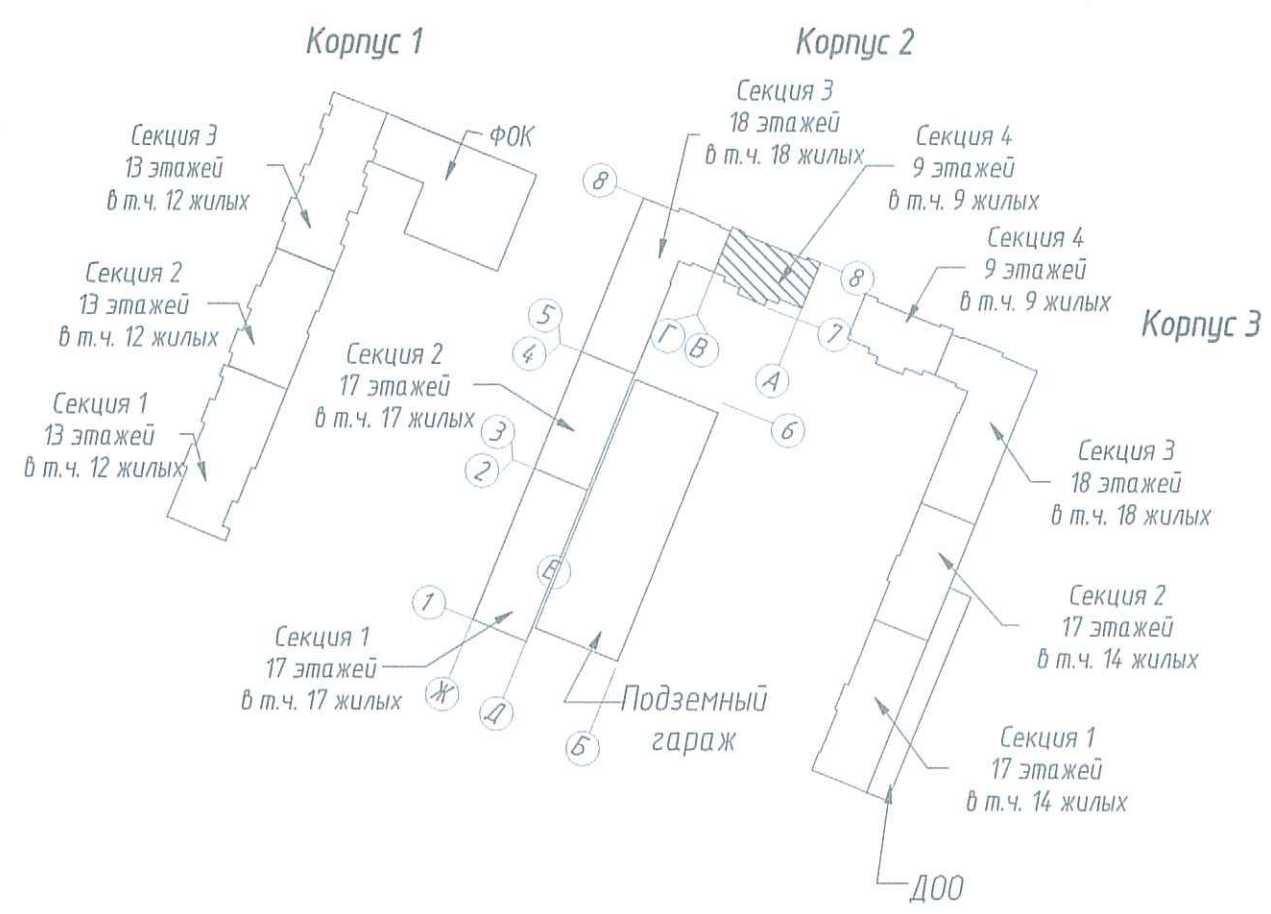 Корпус 1
Корпус 2
Секция 3
18 этажей
в т.ч. 18 жилых
Секция 3
13 этажей
в т.ч. 12 жилых
ФОК
Секция 4
9 этажей
в т.ч. 9 жилых
8
Секция 4
9 этажей
в т.ч. 9 жилых
Секция 2
13 этажей
в т.ч. 12 жилых
8
Корпус 3
5
4
Г
В
7
Секция 2
17 этажей
в т.ч. 17 жилых
А
Секция 1
13 этажей
в т.ч. 12 жилых
3
2
6
Секция 3
18 этажей
в т.ч. 18 жилых
В
1
Секция 2
17 этажей
в т.ч. 14 жилых
Секция 1
17 этажей
в т.ч. 17 жилых
Ж
Д
Б
Подземный
гараж
Секция 1
17 этажей
в т.ч. 14 жилых
ДОО